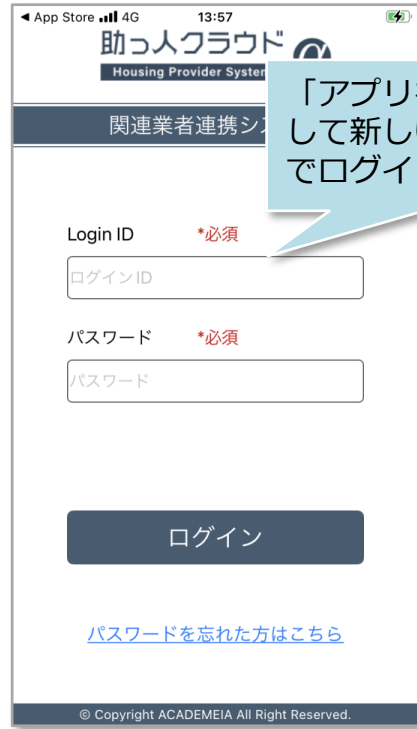 App Store 4G 13:57
助っ人クラウド
Housing Provider System
関連業者連携シ
「アプリ
して新し
でログイ
Login ID *必須
ログインID
パスワード *必須
パスワード
ログイン
パスワードを忘れた方はこちら
© Copyright ACADEMEIA All Right Reserved.